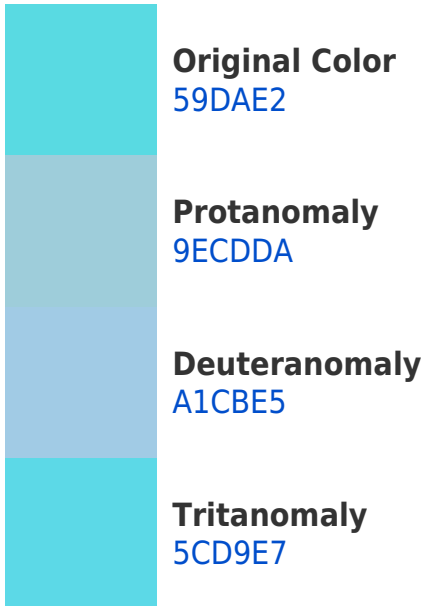 Original Color
59DAE2
Protanomaly
9ECDDA
Deuteranomaly
A1CBE5
Tritanomaly
5CD9E7